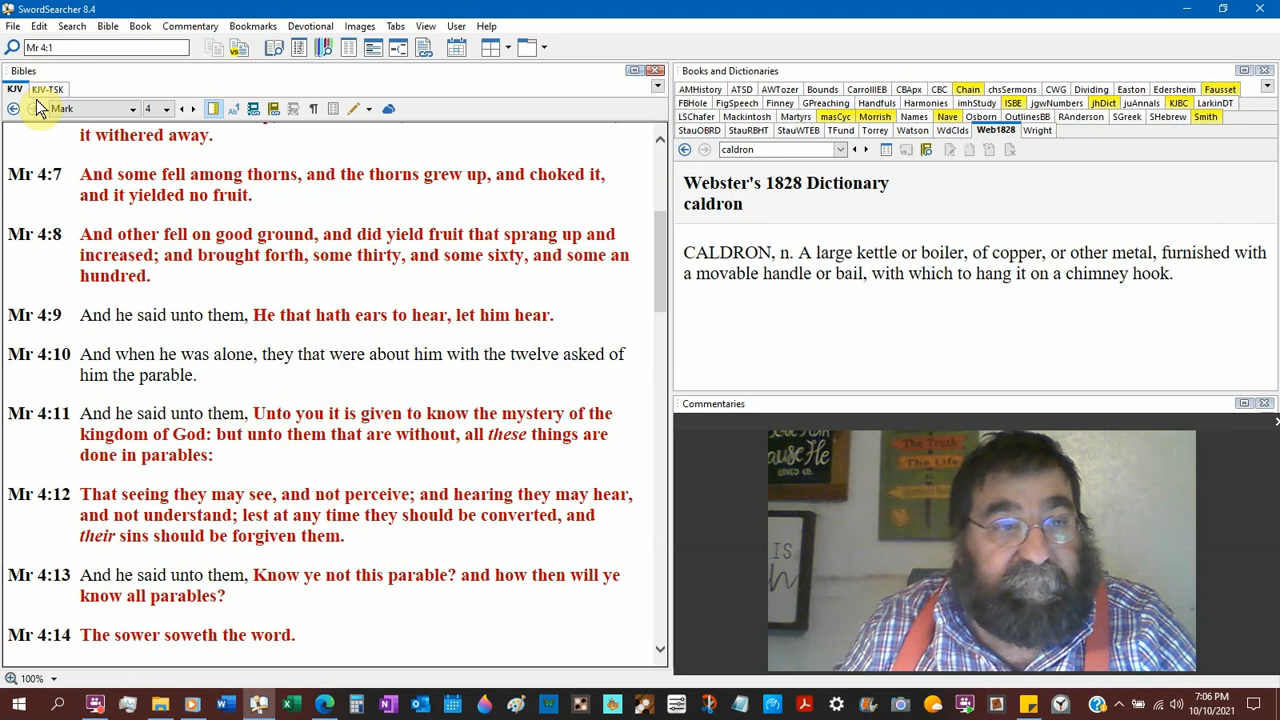 SwordSearcher 8.4
File Edit Search Bible Book Commentary Bookmarks Devotional Images Tabs View User Help
Mr 4:1
Bibles
KJV KJV-TSK
Mark 4
it withered away.
Mr 4:7 And some fell among thorns, and the thorns grew up, and choked it,
and it yielded no fruit.
Mr 4:8 And other fell on good ground, and did yield fruit that sprang up and
increased; and brought forth, some thirty, and some sixty, and some an
hundred.
Mr 4:9 And he said unto them, He that hath ears to hear, let him hear.
Mr 4:10 And when he was alone, they that were about him with the twelve asked of
him the parable.
Mr 4:11 And he said unto them, Unto you it is given to know the mystery of the
kingdom of God: but unto them that are without, all these things are
done in parables:
Mr 4:12 That seeing they may see, and not perceive; and hearing they may hear,
and not understand; lest at any time they should be converted, and
their sins should be forgiven them.
Mr 4:13 And he said unto them, Know ye not this parable? and how then will ye
know all parables?
Mr 4:14 The sower soweth the word.
100%
Books and Dictionaries
AMHistory ATSD AWTozer Bounds CarrollBIE CBApx CBC Chain chsSermons CWG Dividing Easton Edersheim Fausset
FBHole FigSpeech Finney GPreaching Handfuls Harmonies imhStudy ISBE jgwNumbers jhDict juAnnals KJBC LarkinDT
LSChafer Mackintosh Martyrs masCyc Morrish Names Nave Osborn OutlinesBB RAnderson SGreek SHebrew Smith
StauOBRD StauRBHT StauWTEB TFund Torrey Watson WdClds Web1828 Wright
caldron
Webster's 1828 Dictionary
caldron
CALDRON, n. A large kettle or boiler, of copper, or other metal, furnished with
a movable handle or bail, with which to hang it on a chimney hook.
Commentaries
The Truth
The Life
cause He
LOVED US
IS
7:06 PM
10/10/2021